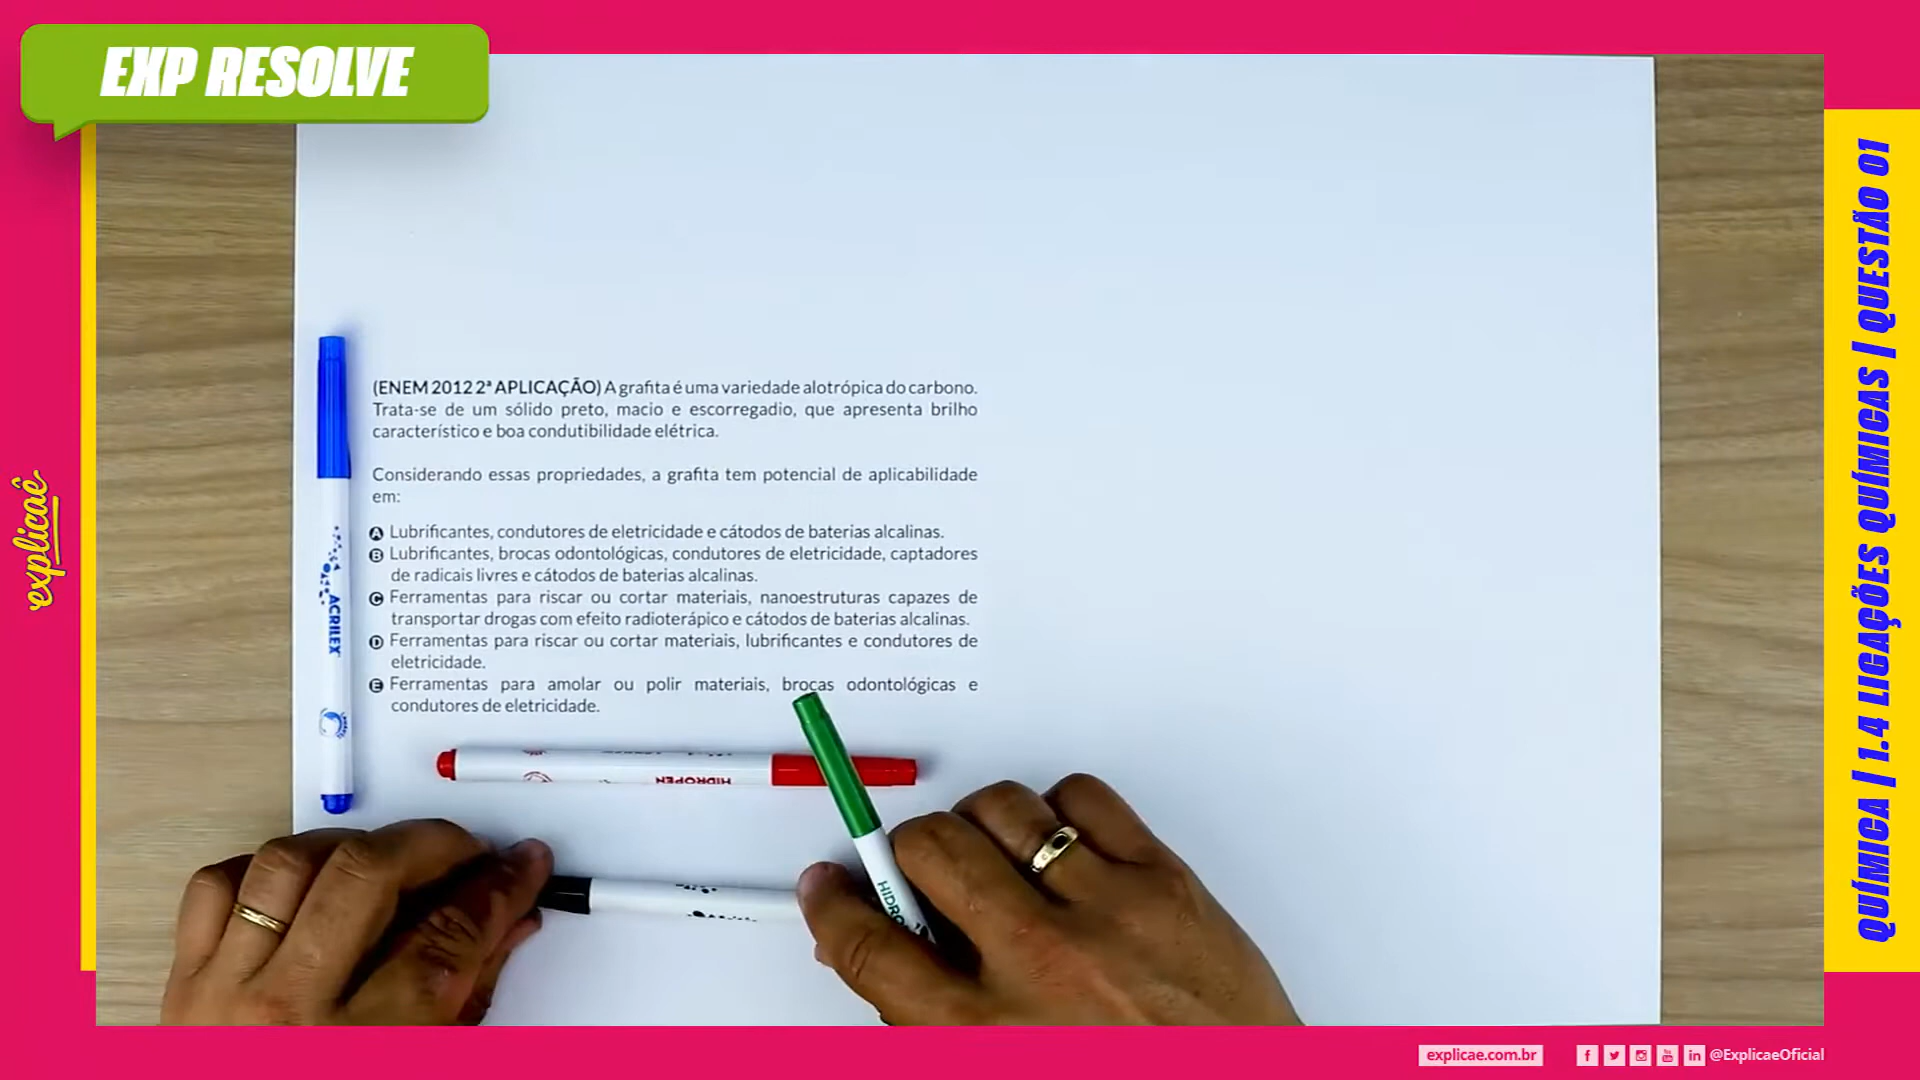 EXP RESOLVE
(ENEM 2012 2ª APLICAÇÃO) A grafita é uma variedade alotrópica do carbono.
Trata-se de um sólido preto, macio e escorregadio, que apresenta brilho
característico e boa condutibilidade elétrica.
Considerando essas propriedades, a grafita tem potencial de aplicabilidade
em:
A Lubrificantes, condutores de eletricidade e cátodos de baterias alcalinas.
B Lubrificantes, brocas odontológicas, condutores de eletricidade, captadores
de radicais livres e cátodos de baterias alcalinas.
C Ferramentas para riscar ou cortar materiais, nanoestruturas capazes de
transportar drogas com efeito radioterápico e cátodos de baterias alcalinas.
D Ferramentas para riscar ou cortar materiais, lubrificantes e condutores de
eletricidade.
E Ferramentas para amolar ou polir materiais, brocas odontológicas e
condutores de eletricidade.
ACRILEX
HIDROPEN
HIDRO
explicaê
QUÍMICA | 1.4 LIGAÇÕES QUÍMICAS | QUESTÃO 01
explicae.com.br
@ExplicaeOficial